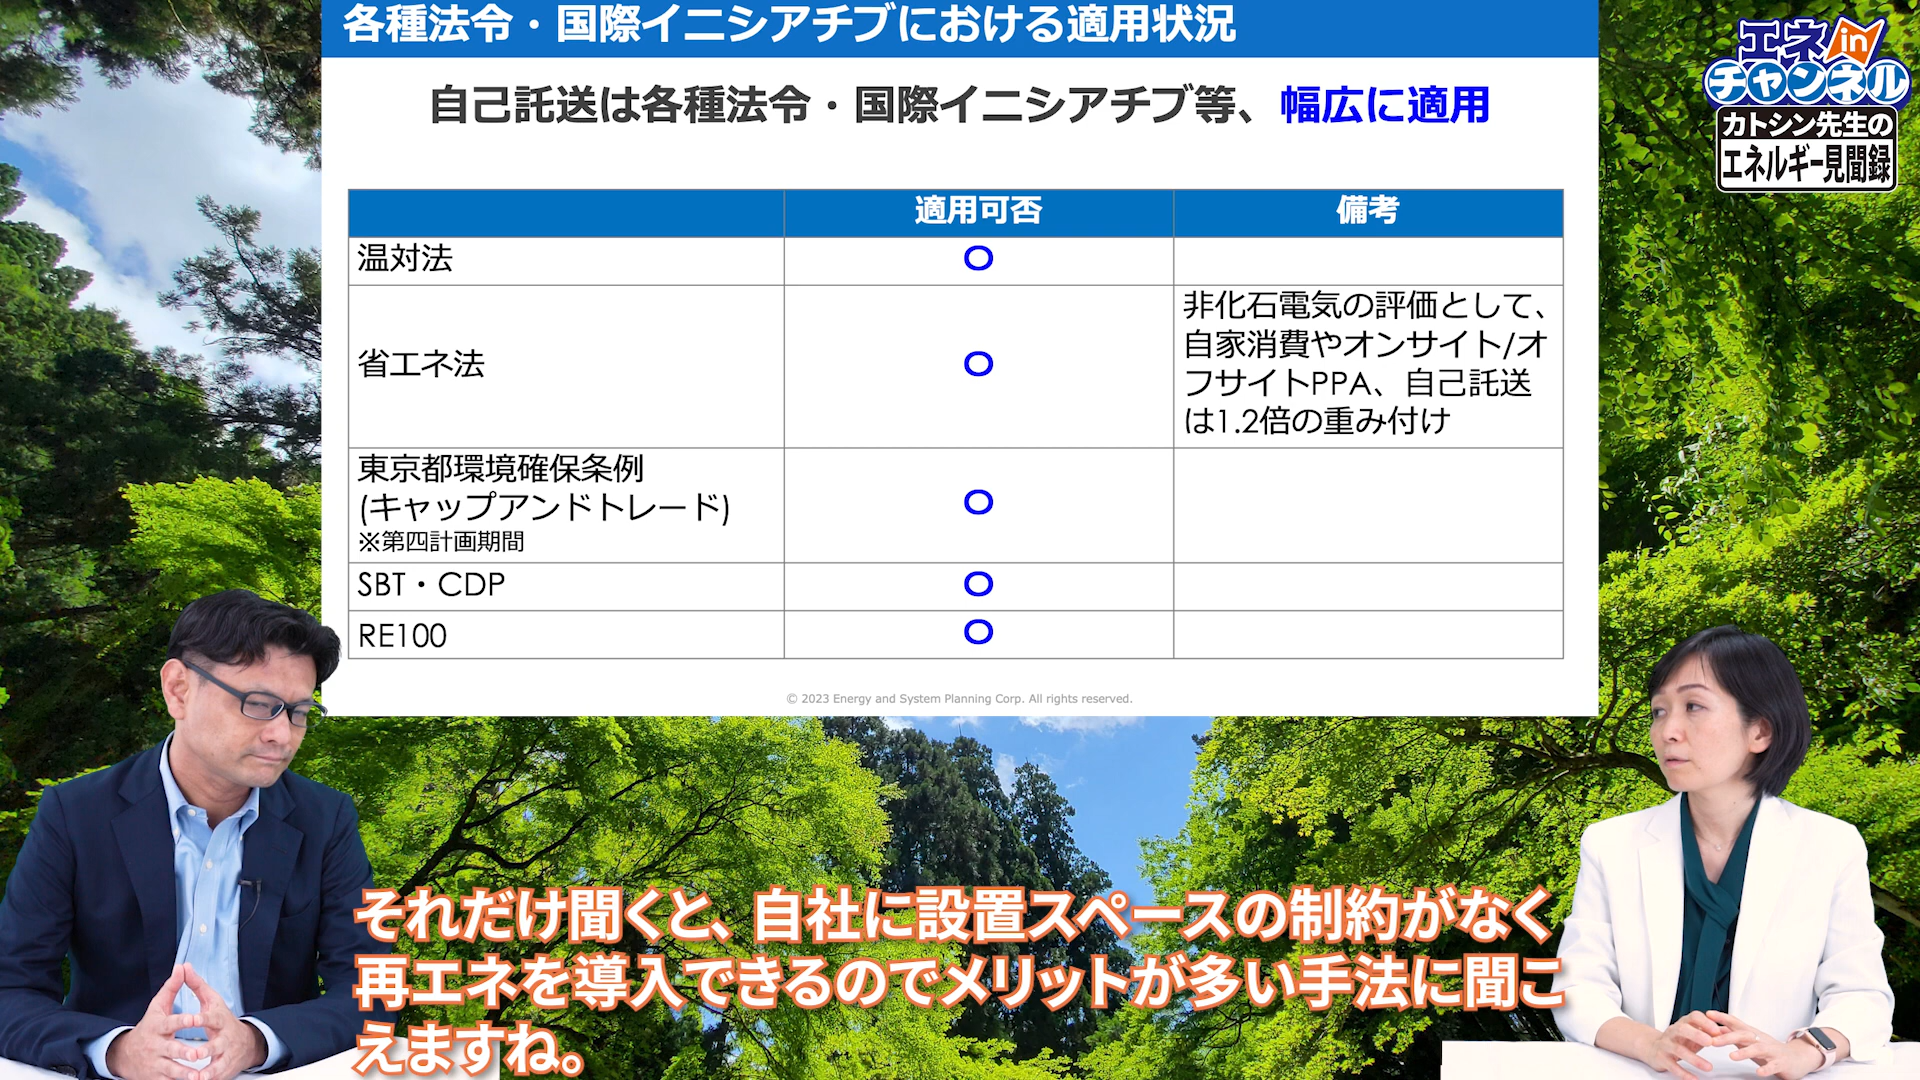 各種法令・国際イニシアチブにおける適用状況
エネin
チャンネル
カトシン先生の
エネルギー見聞録
自己託送は各種法令・国際イニシアチブ等、幅広に適用
適用可否
備考
温対法
〇
省エネ法
〇
非化石電気の評価として、
自家消費やオンサイト/オ
フサイトPPA、自己託送
は1.2倍の重み付け
東京都環境確保条例
(キャップアンドトレード)
※第四計画期間
〇
SBT・CDP
〇
RE100
〇
© 2023 Energy and System Planning Corp. All rights reserved.
それだけ聞くと、自社に設置スペースの制約がなく
再エネを導入できるのでメリットが多い手法に聞こ
えますね。